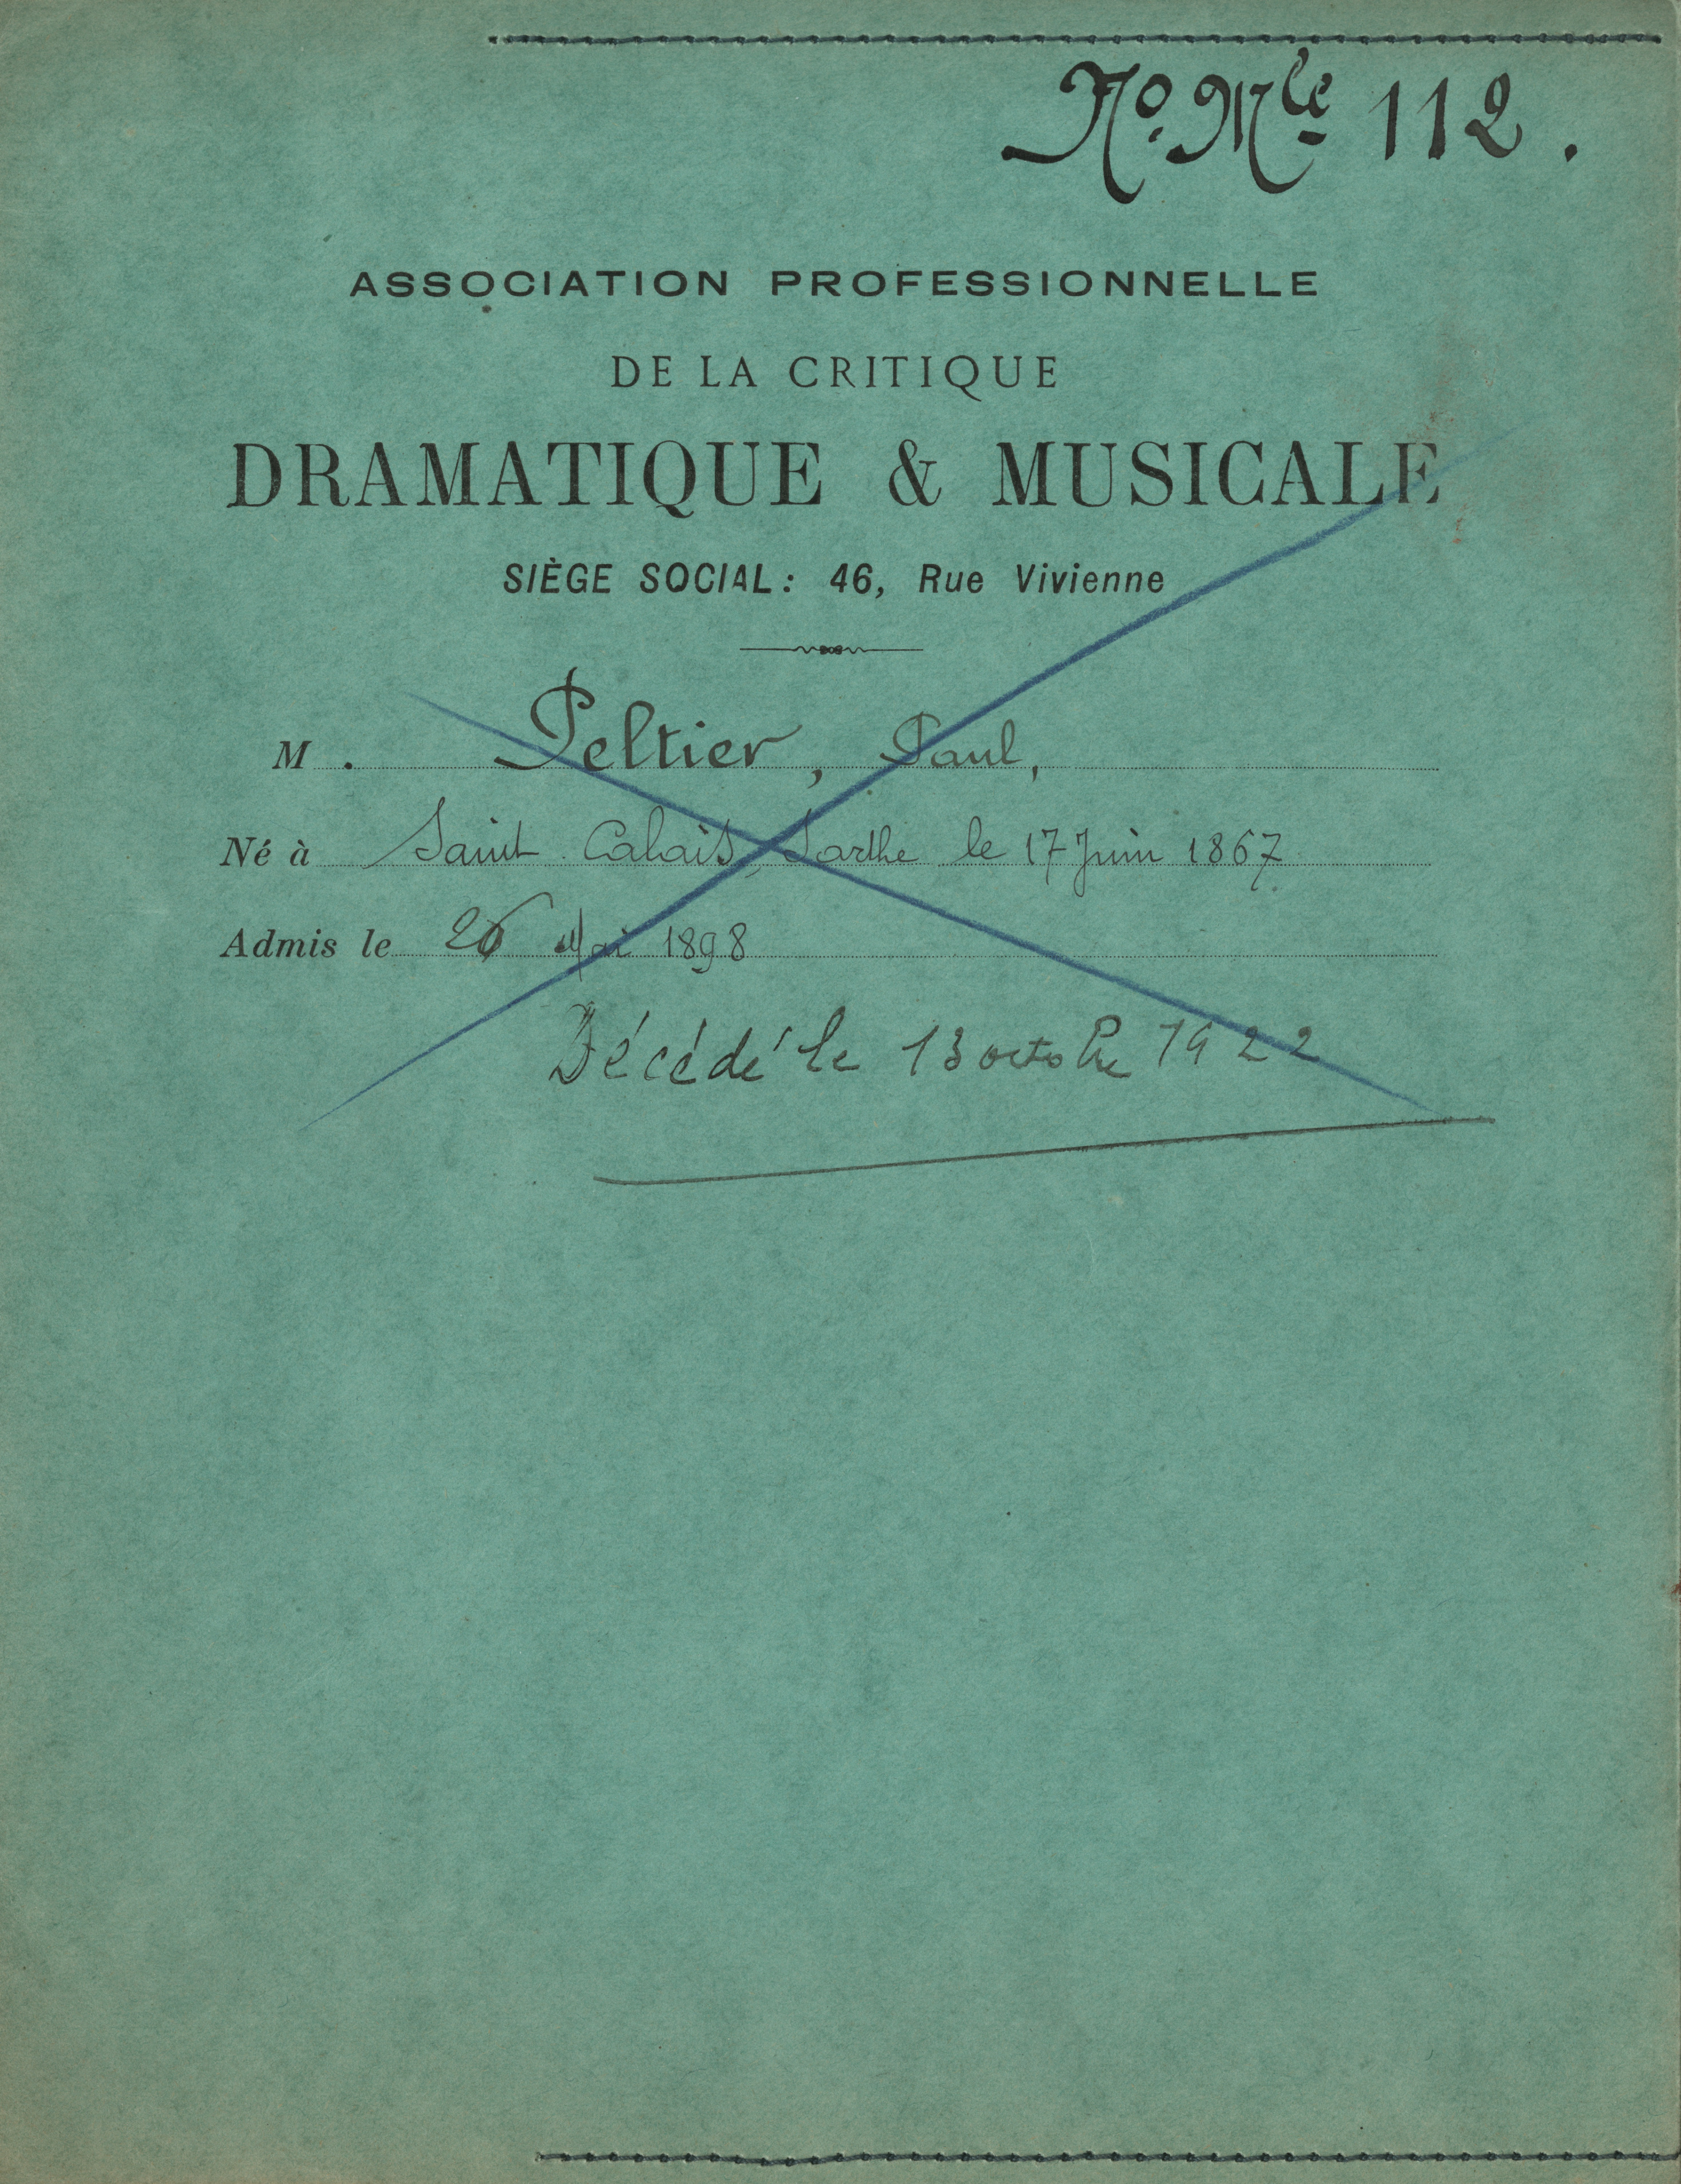 No. Mle 112.
ASSOCIATION PROFESSIONNELLE
DE LA CRITIQUE
DRAMATIQUE & MUSICALE
SIÈGE SOCIAL: 46, Rue Vivienne
M. Peltier, Paul,
Né à Saint Calais, Sarthe le 17 Juin 1867.
Admis le 26 Mai 1898
Décédé le 13 octobre 1922